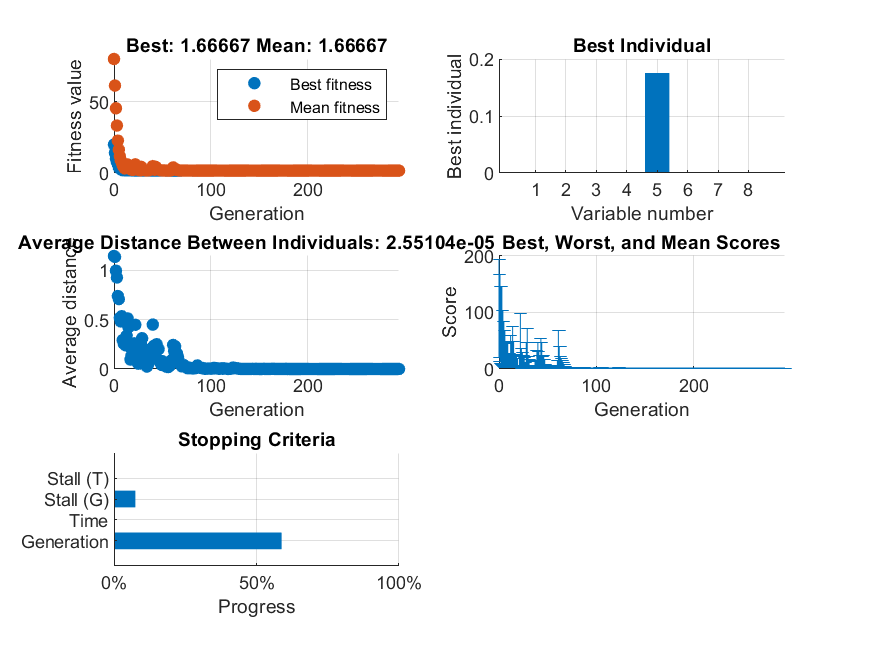 Best: 1.66667 Mean: 1.66667
Fitness value
50
0
0
100
200
Generation
Best fitness
Mean fitness
Best Individual
Best individual
0.2
0.1
0
1 2 3 4 5 6 7 8
Variable number
Average Distance Between Individuals: 2.55104e-05
Average distance
1
0.5
0
0
100
200
Generation
Best, Worst, and Mean Scores
Score
200
100
0
0
100
200
Generation
Stopping Criteria
Stall (T)
Stall (G)
Time
Generation
0%
50%
100%
Progress